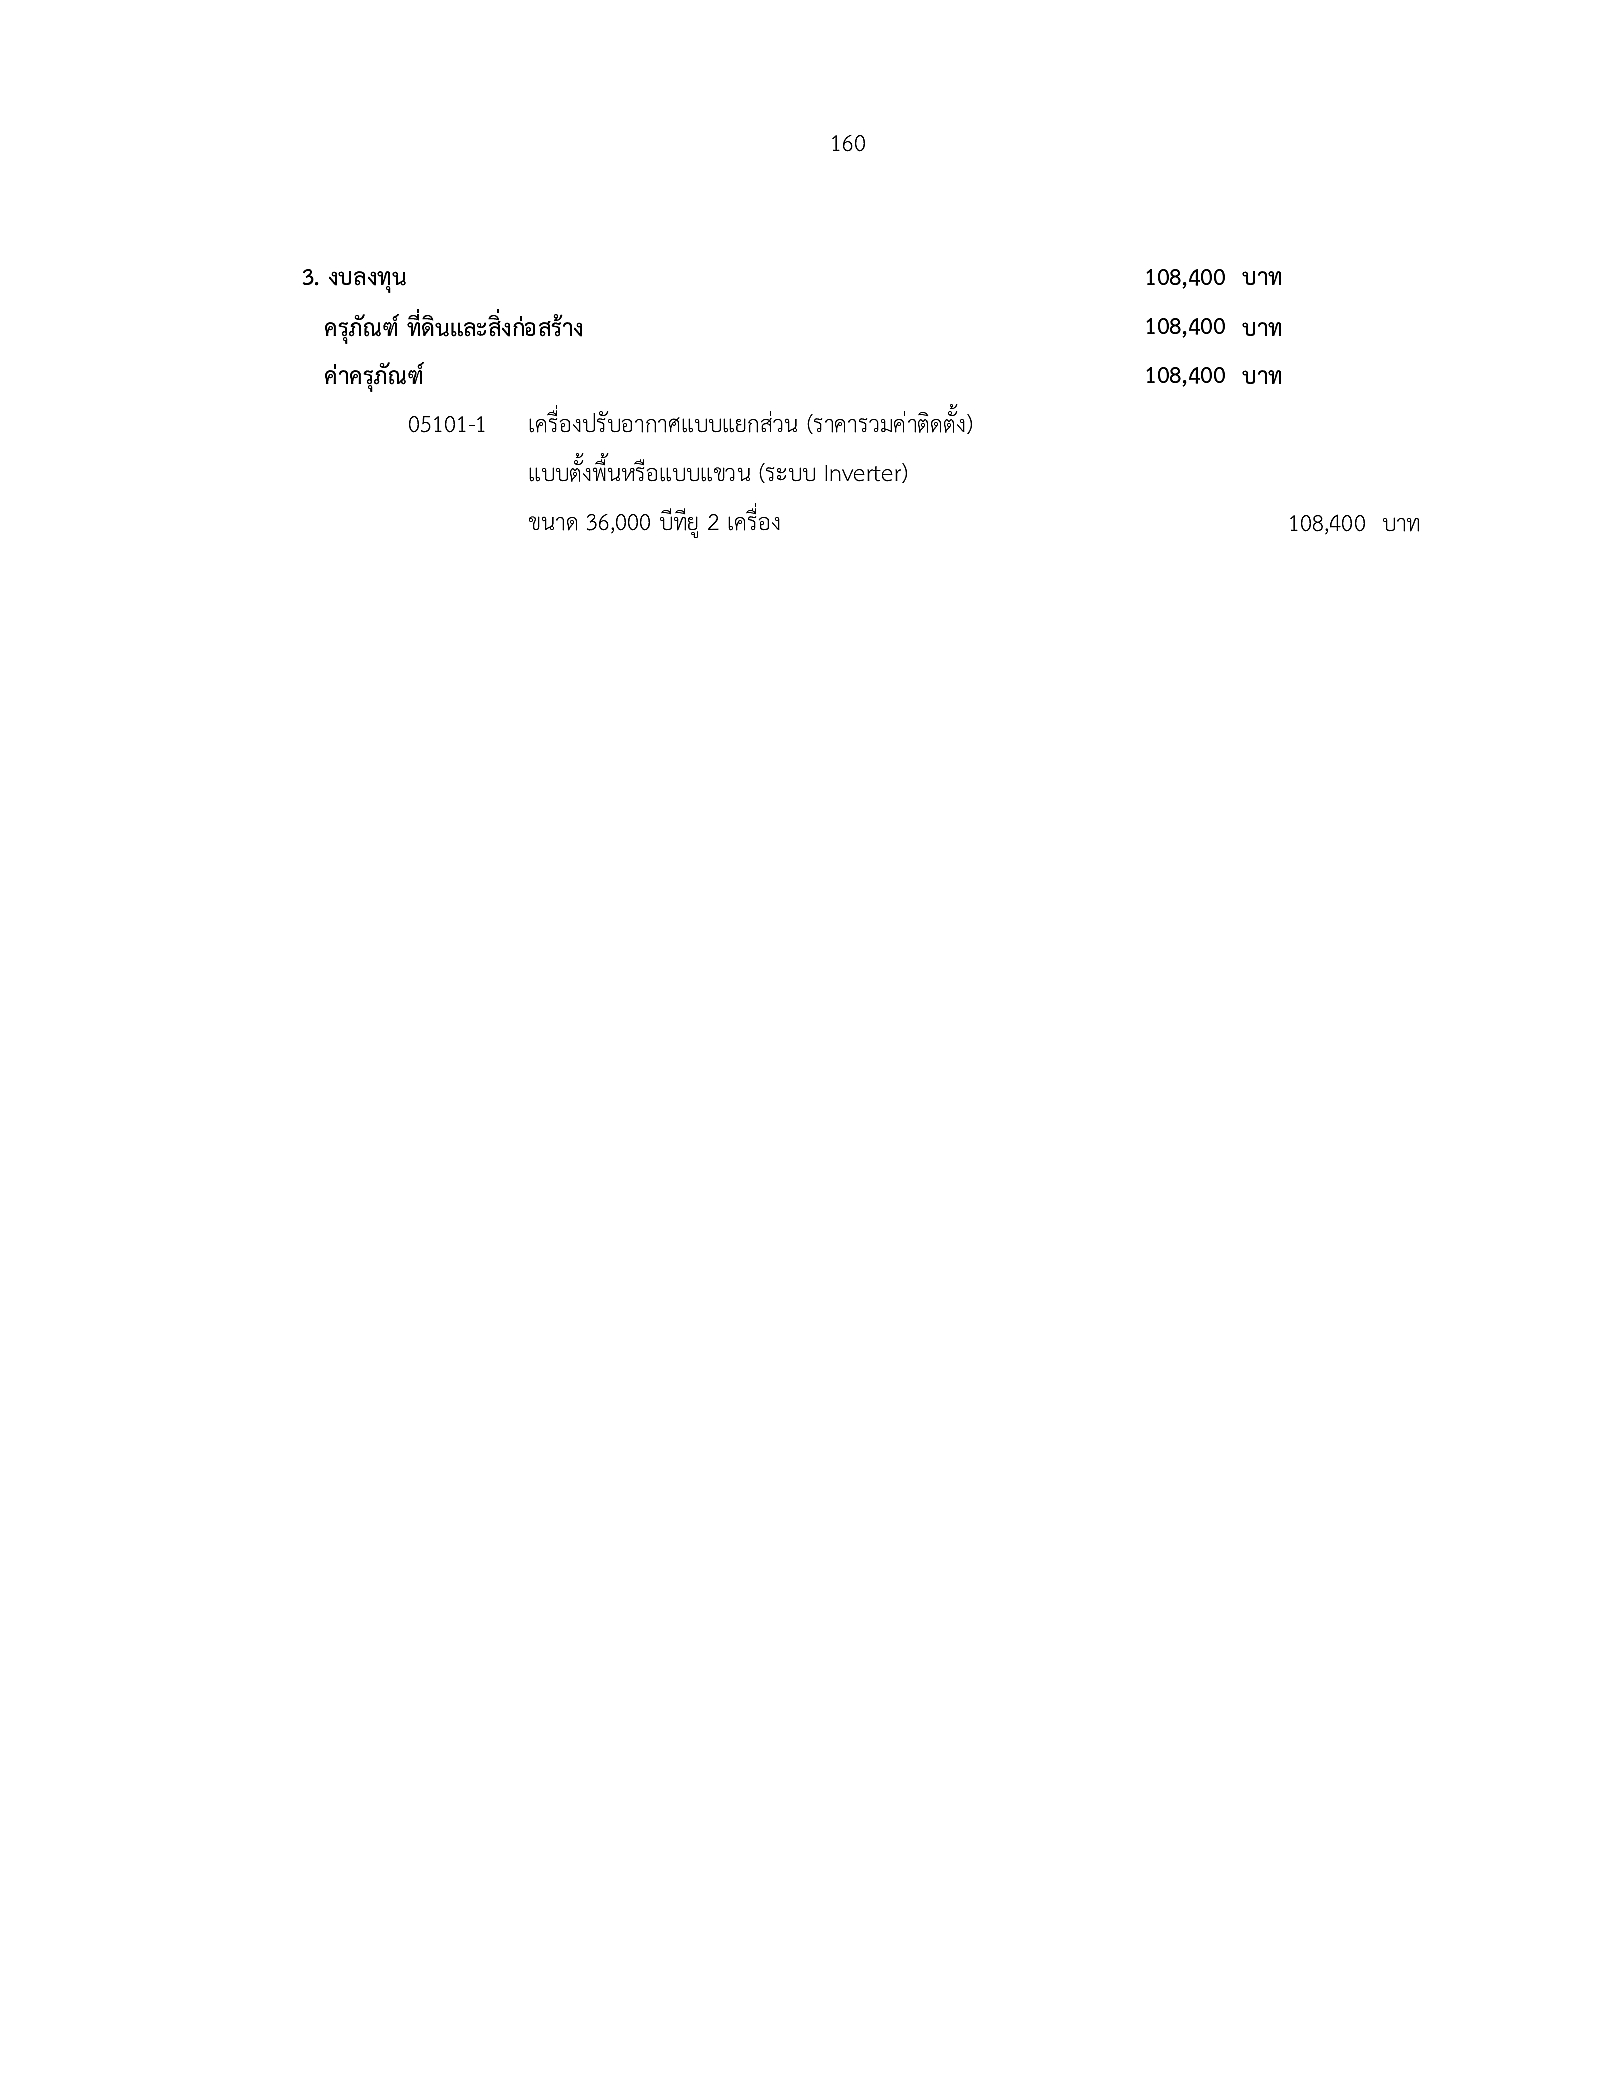 160
3. งบลงทุน 108,400 บาท
ครุภัณฑ์ ที่ดินและสิ่งก่อสร้าง 108,400 บาท
ค่าครุภัณฑ์ 108,400 บาท
05101-1 เครื่องปรับอากาศแบบแยกส่วน (ราคารวมค่าติดตั้ง)
แบบตั้งพื้นหรือแบบแขวน (ระบบ Inverter)
ขนาด 36,000 บีทียู 2 เครื่อง 108,400 บาท